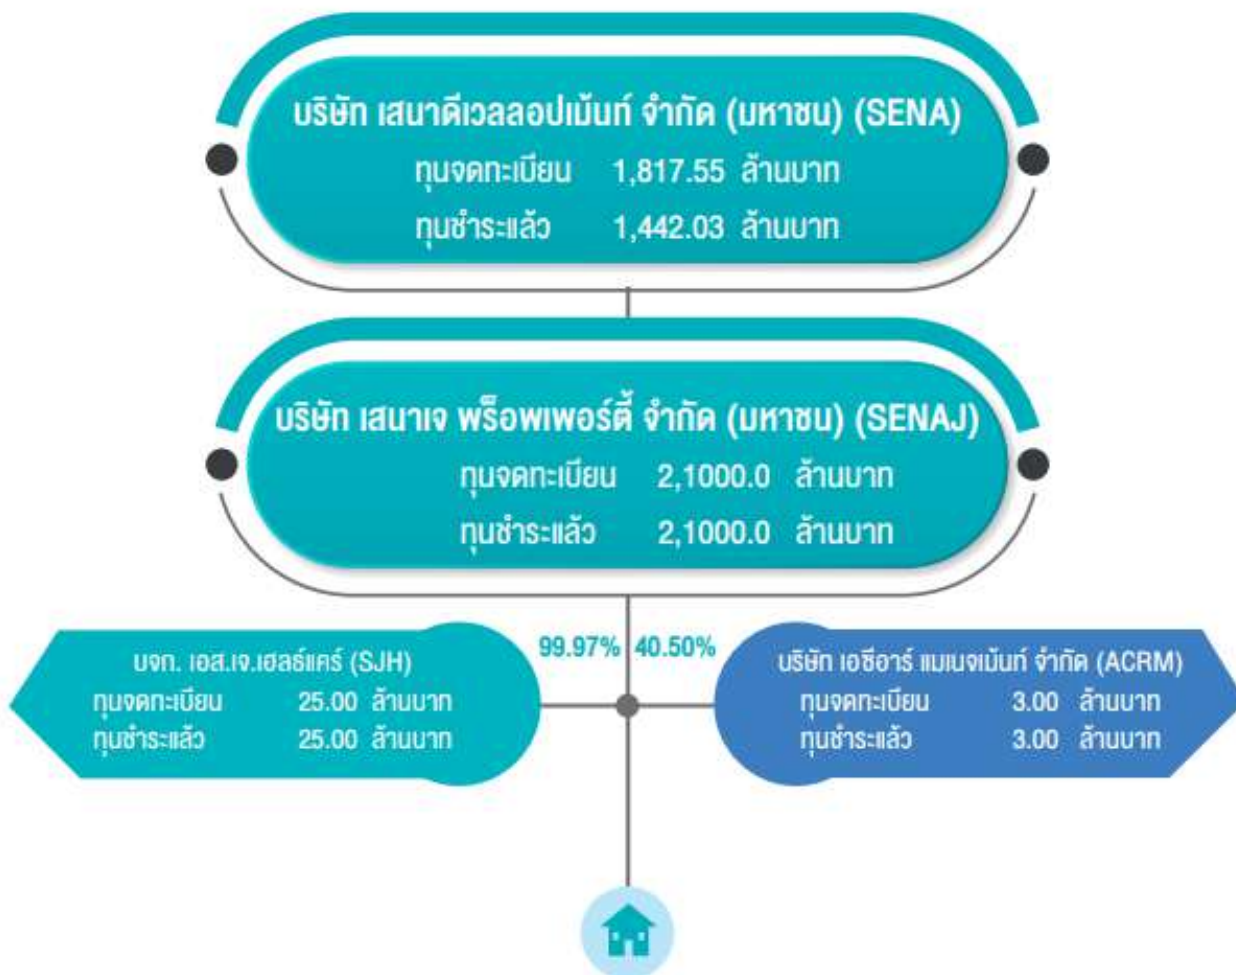 บริษัท เสนาดีเวลลอปเม้นท์ จำกัด (มหาชน) (SENA)
ทุนจดทะเบียน 1,817.55 ล้านบาท
ทุนชำระแล้ว 1,442.03 ล้านบาท
บริษัท เสนาเจ พร็อพเพอร์ตี้ จำกัด (มหาชน) (SENAJ)
ทุนจดทะเบียน 2,1000.0 ล้านบาท
ทุนชำระแล้ว 2,1000.0 ล้านบาท
99.97% 40.50%
บจก. เอส.เจ.เฮลธ์แคร์ (SJH)
ทุนจดทะเบียน 25.00 ล้านบาท
ทุนชำระแล้ว 25.00 ล้านบาท
บริษัท เอซีอาร์ แมเนจเม้นท์ จำกัด (ACRM)
ทุนจดทะเบียน 3.00 ล้านบาท
ทุนชำระแล้ว 3.00 ล้านบาท